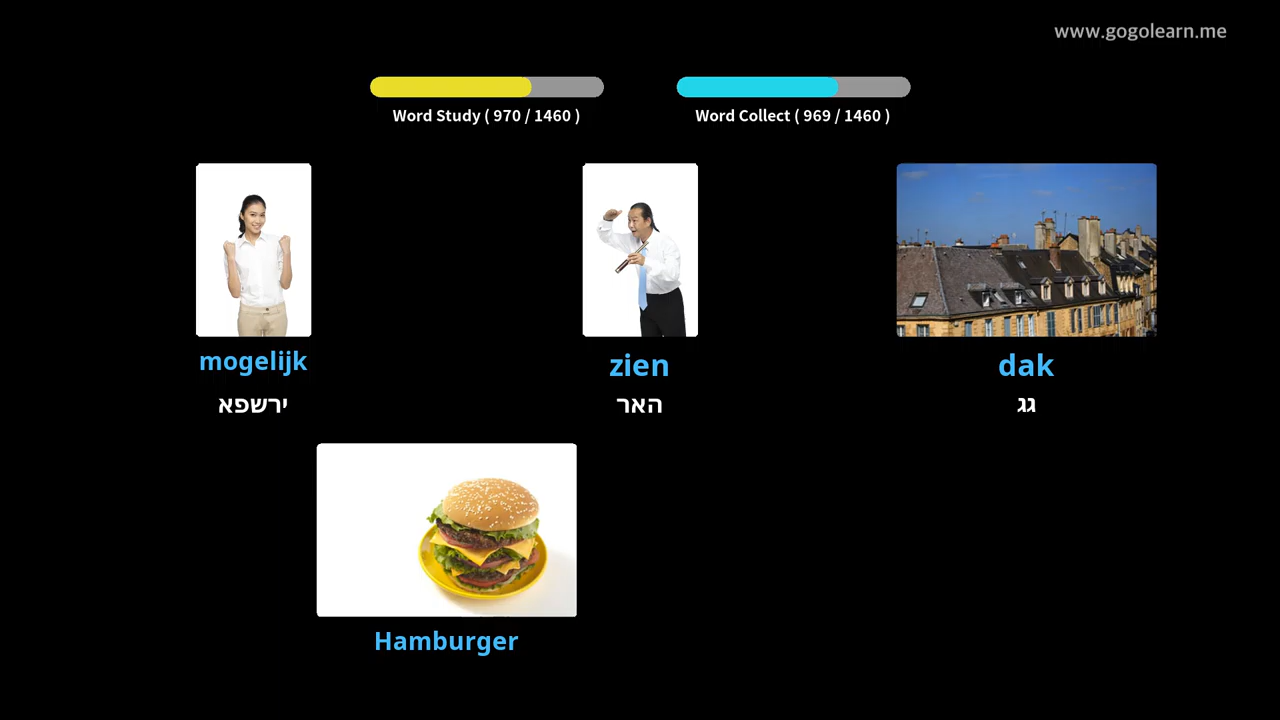 www.gogolearn.me
Word Study ( 970 / 1460 )
Word Collect ( 969 / 1460 )
mogelijk
ירשפא
zien
האר
dak
גג
Hamburger